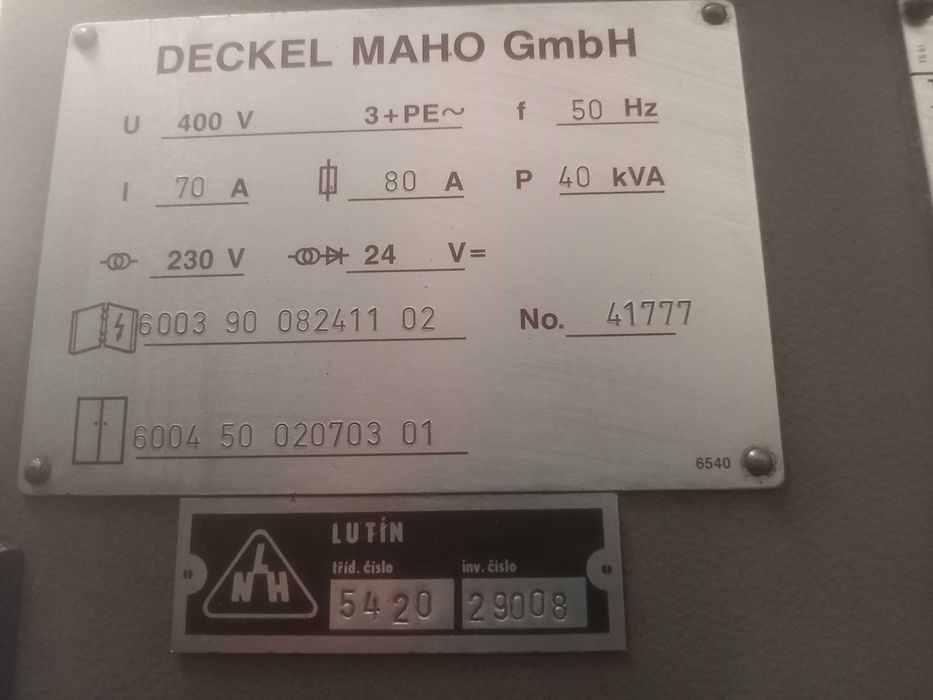 DECKEL MAHO GmbH
U 400 V 3+PE~ f 50 Hz
I 70 A 80 A P 40 kVA
230 V 24 V=
6003 90 082411 02 No. 41777
6004 50 020703 01
6540
LUTÍN
tříd. číslo inv. číslo
5420 29008
NLH